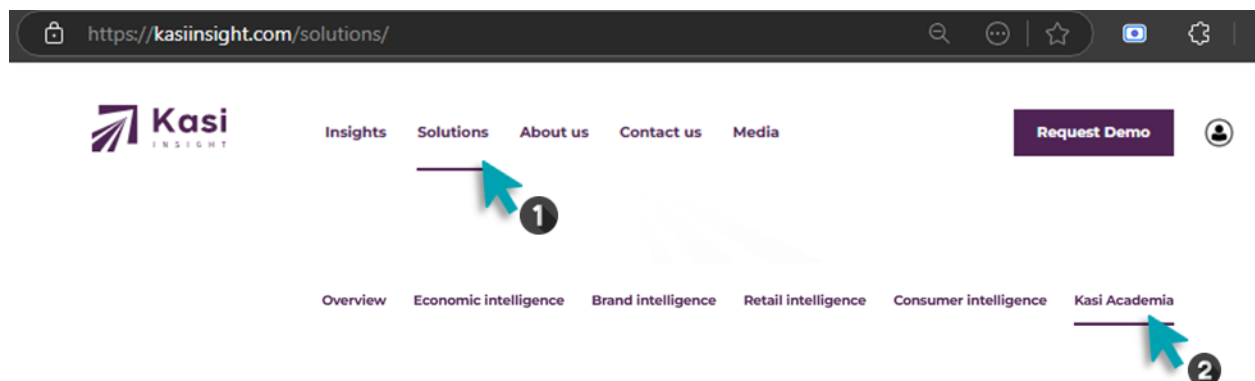 https://kasiinsight.com/solutions/
Kasi
INSIGHT
Insights Solutions About us Contact us Media Request Demo
1
Overview Economic intelligence Brand intelligence Retail intelligence Consumer intelligence Kasi Academia
2